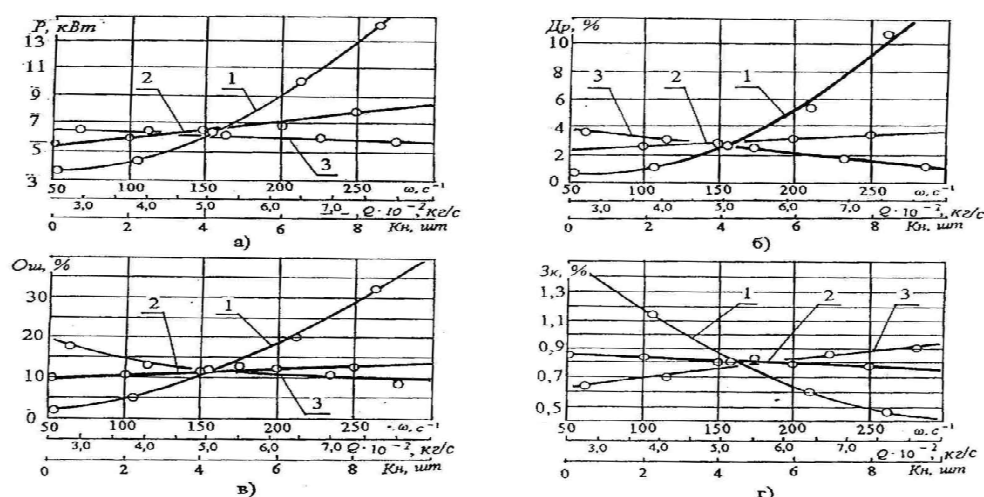 P, кВт
13
11
9
7
5
3
2
1
3
50 100 150 200 250 ω, с⁻¹
3,0 4,0 5,0 6,0 7,0 Q·10⁻², кг/с
0 2 4 6 8 Кн, шт
а)
Др, %
10
8
6
4
2
0
3
2
1
50 100 150 200 250 ω, с⁻¹
3,0 4,0 5,0 6,0 7,0 Q·10⁻², кг/с
0 2 4 6 8 Кн, шт
б)
Ош, %
30
20
10
0
2
1
3
50 100 150 200 250 ω, с⁻¹
3,0 4,0 5,0 6,0 7,0 Q·10⁻², кг/с
0 2 4 6 8 Кн, шт
в)
Зк, %
1,3
1,1
0,9
0,7
0,5
1
2
3
50 100 150 200 250 ω, с⁻¹
3,0 4,0 5,0 6,0 7,0 Q·10⁻², кг/с
0 2 4 6 8 Кн, шт
г)